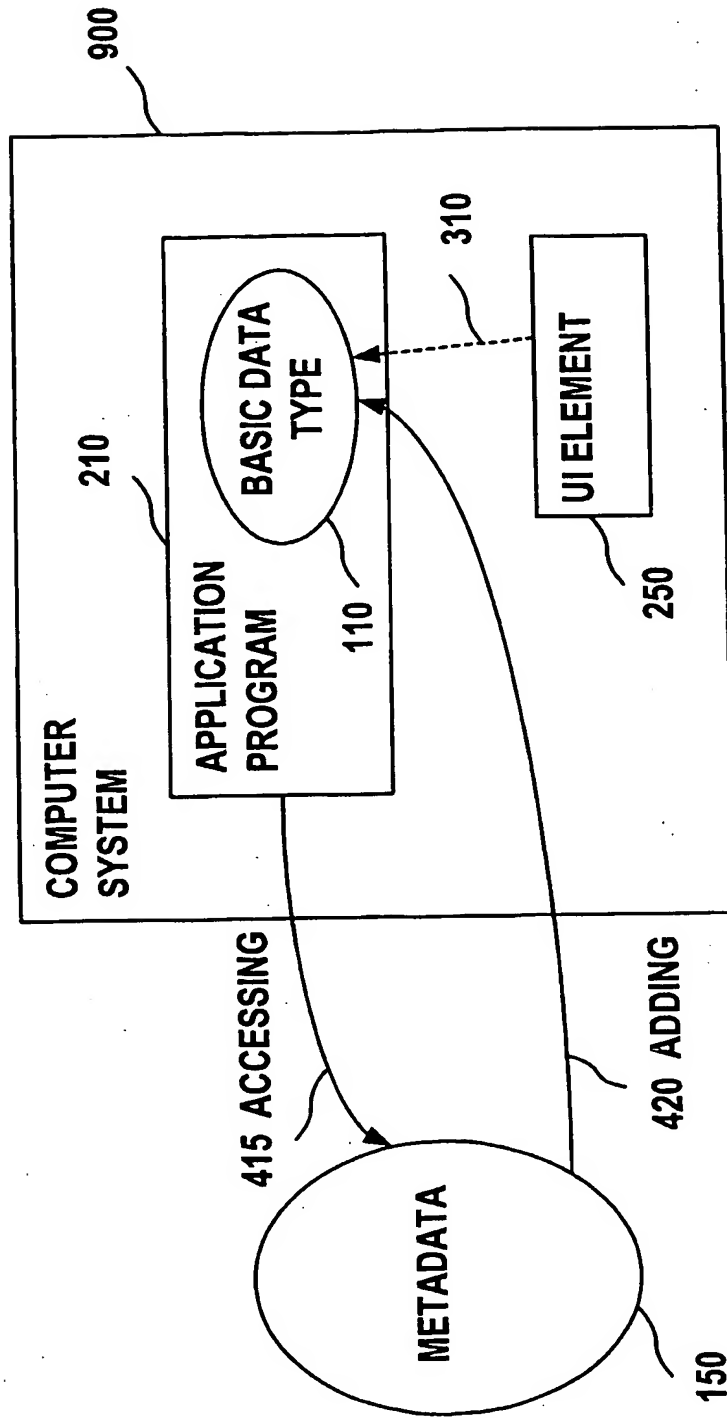 900
COMPUTER
SYSTEM
210
APPLICATION
PROGRAM
BASIC DATA
TYPE
110
310
UI ELEMENT
250
415 ACCESSING
420 ADDING
METADATA
150